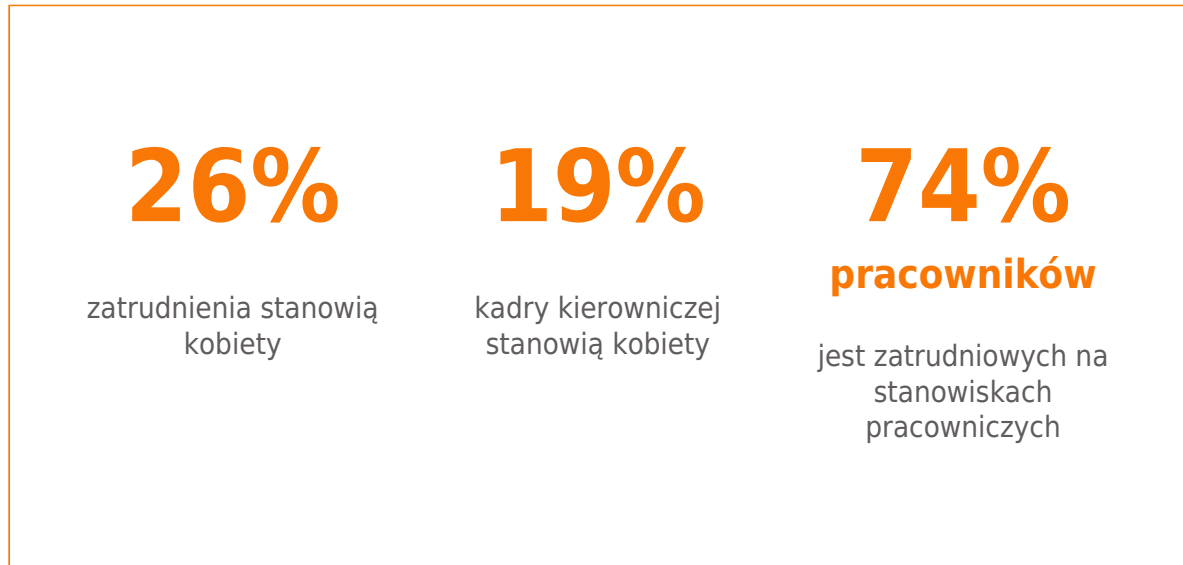 26%
zatrudnienia stanowią
kobiety
19%
kadry kierowniczej
stanowią kobiety
74%
pracowników
jest zatrudniowych na
stanowiskach
pracowniczych